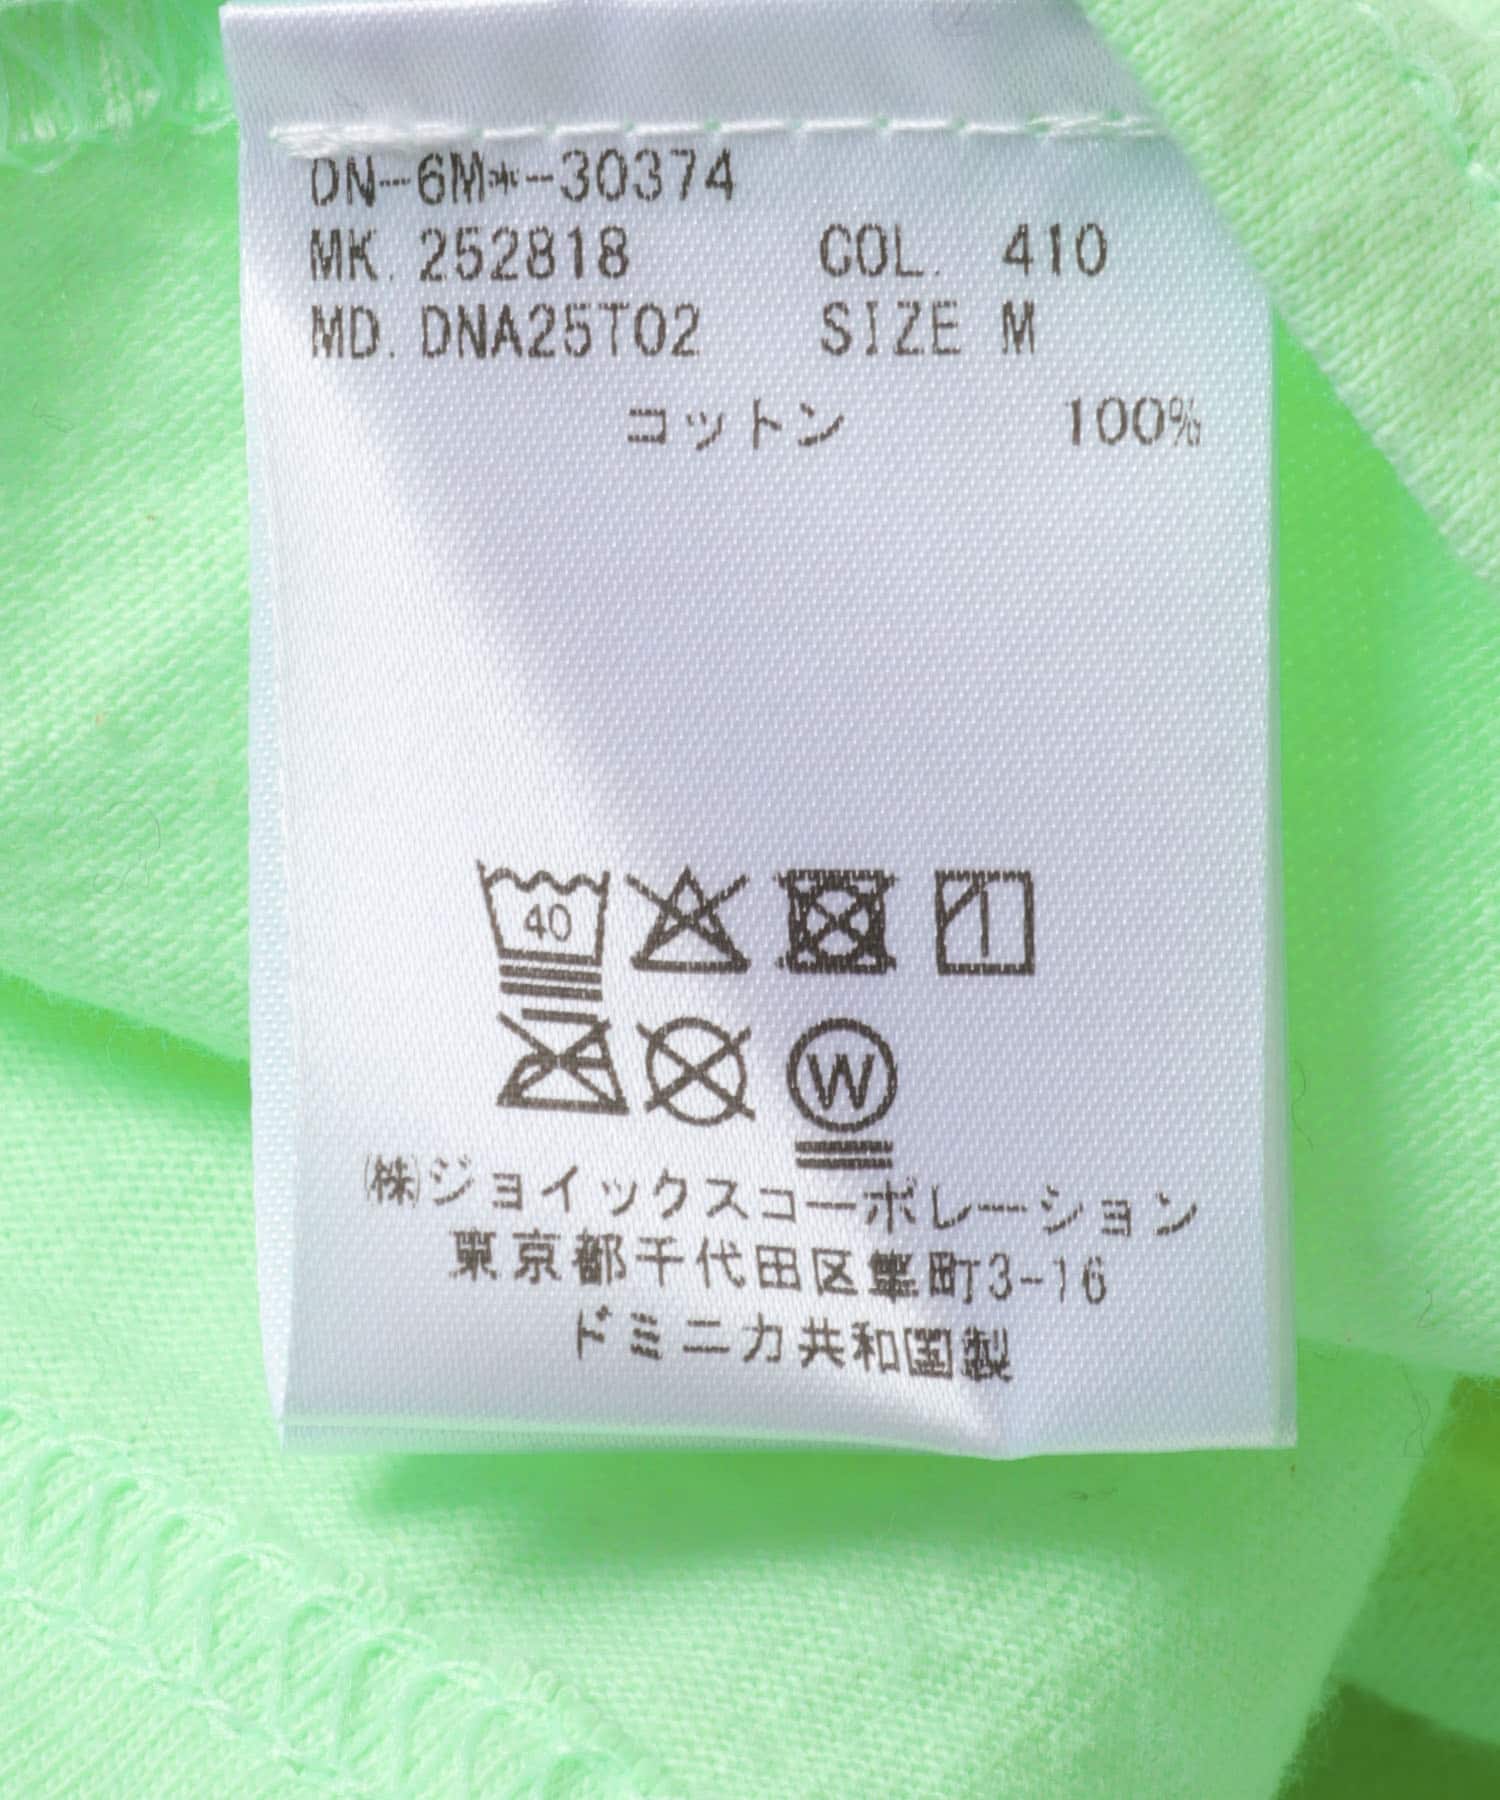 DN-6M*-30374
MK. 252818 COL. 410
MD. DNA25T02 SIZE M
コットン 100%
40
W
(株)ジョイックスコーポレーション
東京都千代田区隼町3-16
ドミニカ共和国製